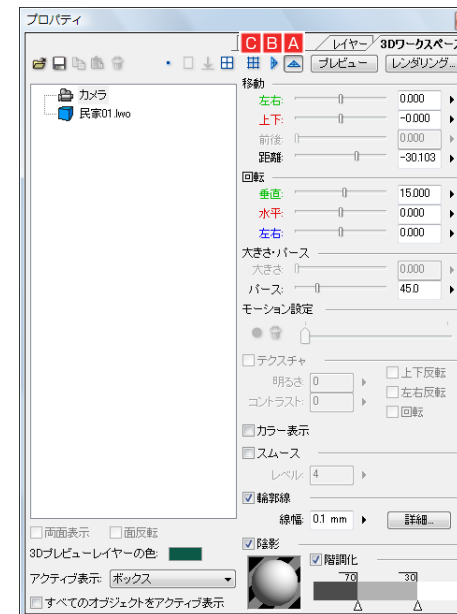 プロパティ
レイヤー 3Dワークスペース
C B A
プレビュー レンダリング...
カメラ
民家01.lwo
移動
左右: 0.000
上下: -0.000
前後: 0.000
距離: -30.103
回転
垂直: 15.000
水平: 0.000
左右: 0.000
大きさ・パース
大きさ: 0.000
パース: 45.0
モーション設定
テクスチャ
明るさ: 0
コントラスト: 0
上下反転
左右反転
回転
カラー表示
スムース
レベル: 4
輪郭線
線幅: 0.1 mm 詳細...
陰影
階調化
70 30
両面表示 面反転
3Dプレビューレイヤーの色:
アクティブ表示: ボックス
すべてのオブジェクトをアクティブ表示